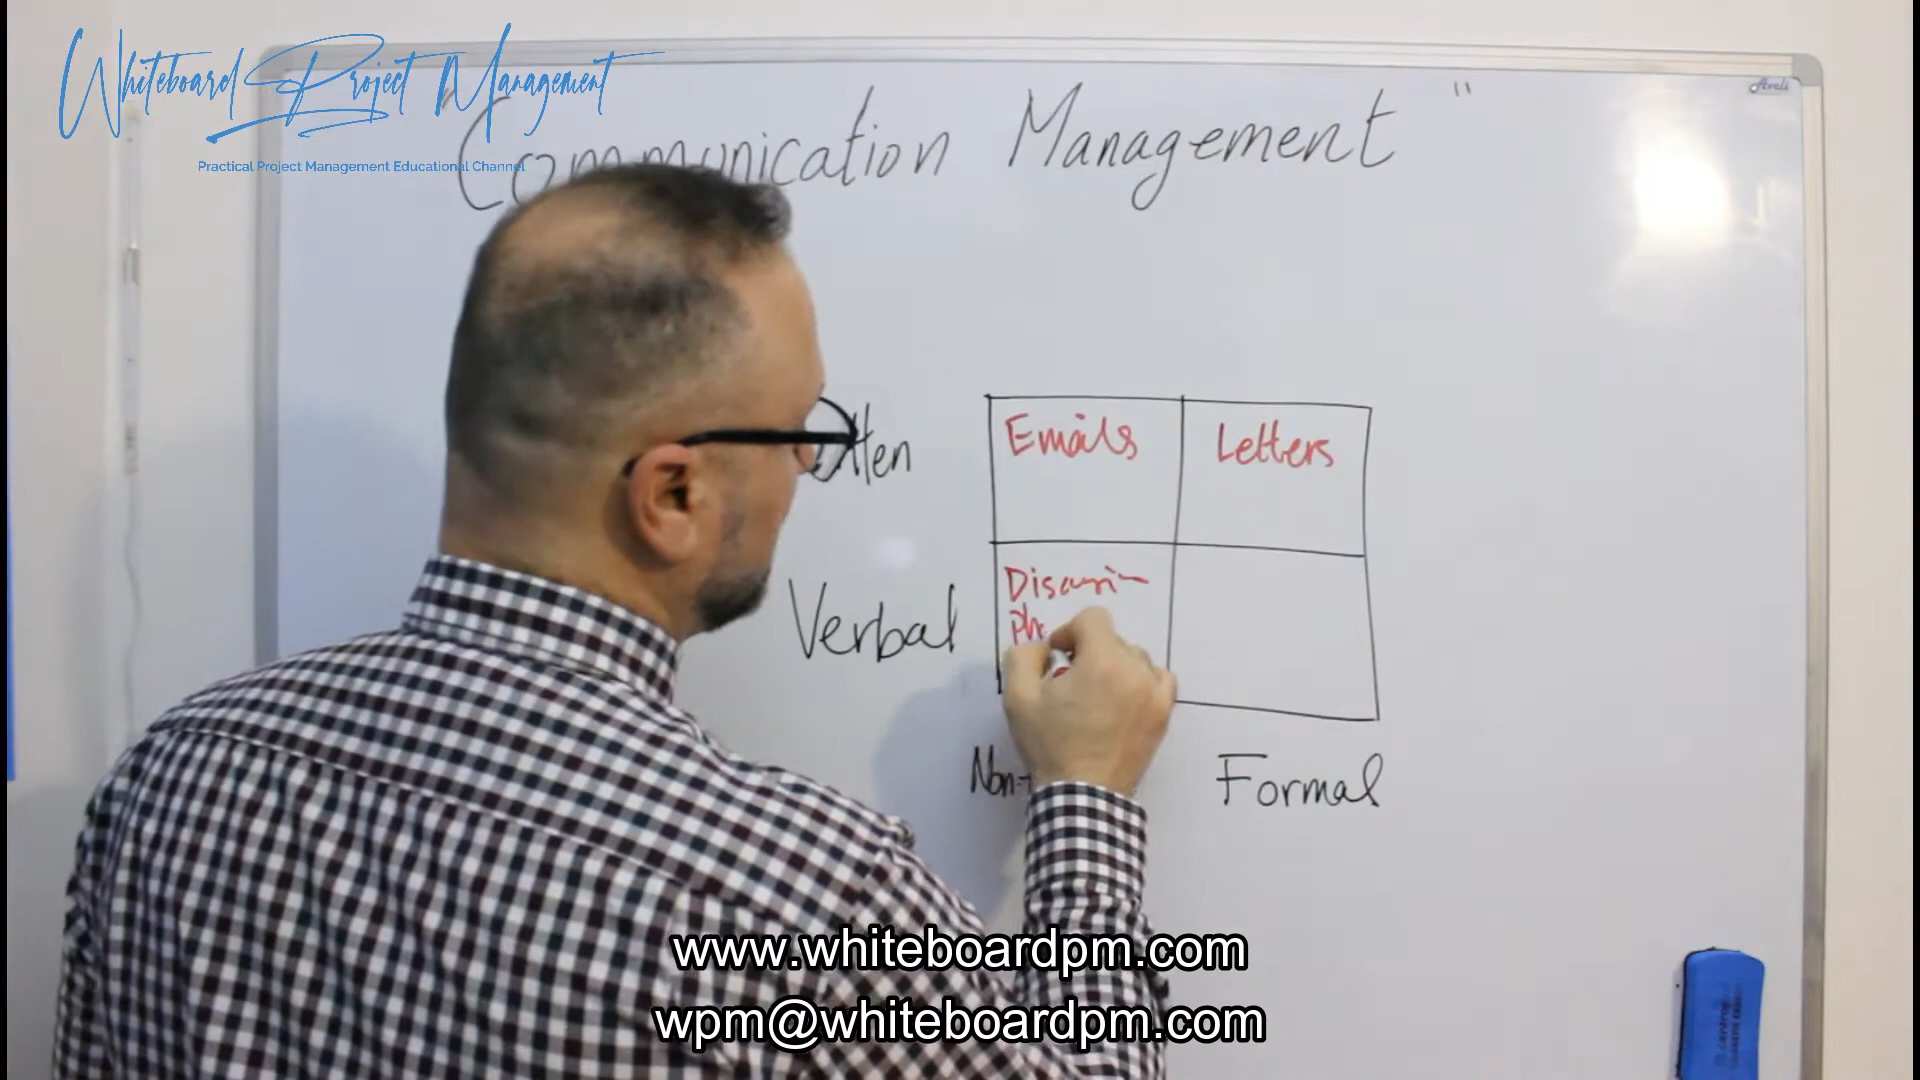 Whiteboard Project Management
Practical Project Management Educational Channel
"Communication Management"
Emails
Letters
Verbal
Formal
www.whiteboardpm.com
wpm@whiteboardpm.com